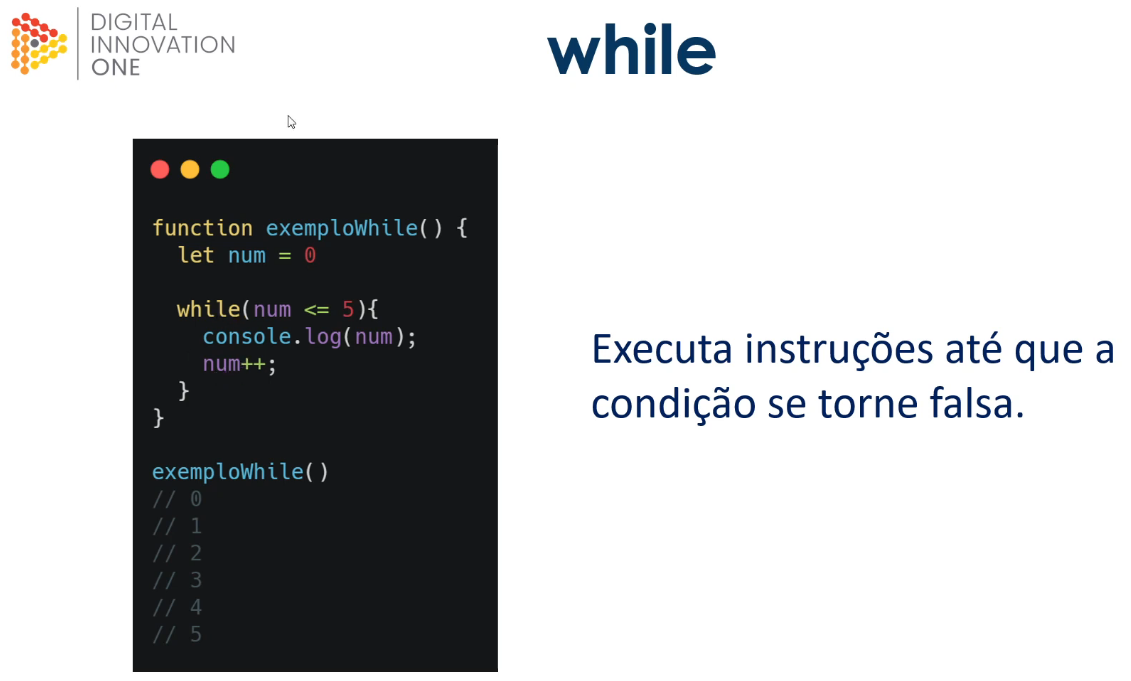 DIGITAL
INNOVATION
ONE
while
function exemploWhile() {
  let num = 0
  while(num <= 5){
    console.log(num);
    num++;
  }
}
exemploWhile()
// 0
// 1
// 2
// 3
// 4
// 5
Executa instruções até que a
condição se torne falsa.